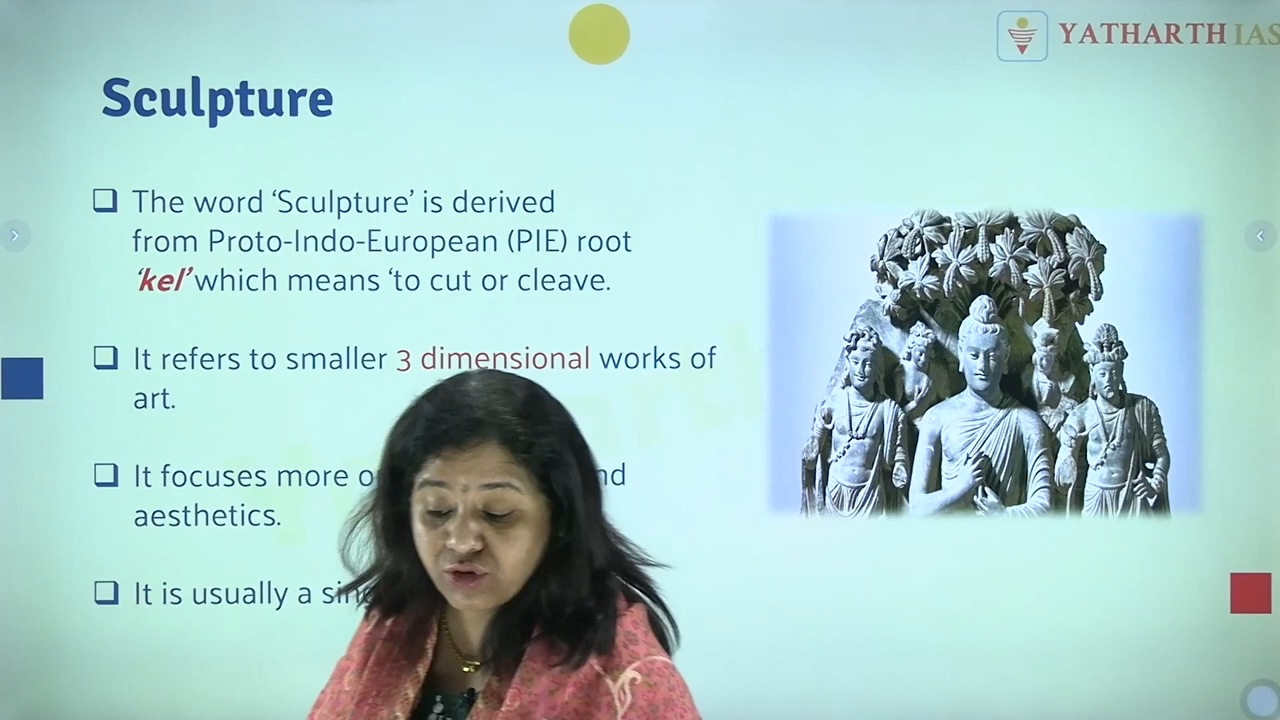 YATHARTH IAS
Sculpture
The word ‘Sculpture’ is derived
from Proto-Indo-European (PIE) root
‘kel’ which means ‘to cut or cleave.
It refers to smaller 3 dimensional works of
art.
It focuses more
aesthetics.
It is usually a